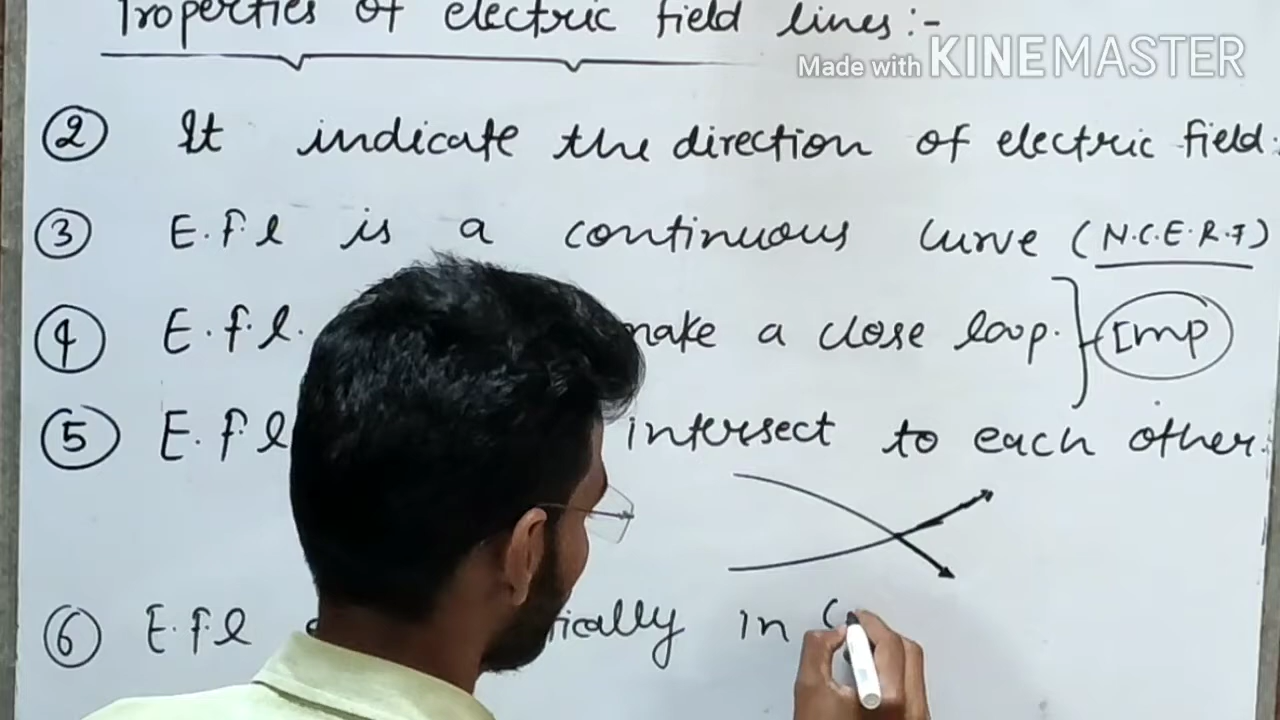 Properties of electric field lines :-
Made with KINEMASTER
② It indicate the direction of electric field.
③ E.F.l is a continuous curve (N.C.E.R.T)
④ E.f.l. make a close loop. Imp
⑤ E.f.l intersect to each other.
⑥ E.f.l ically in